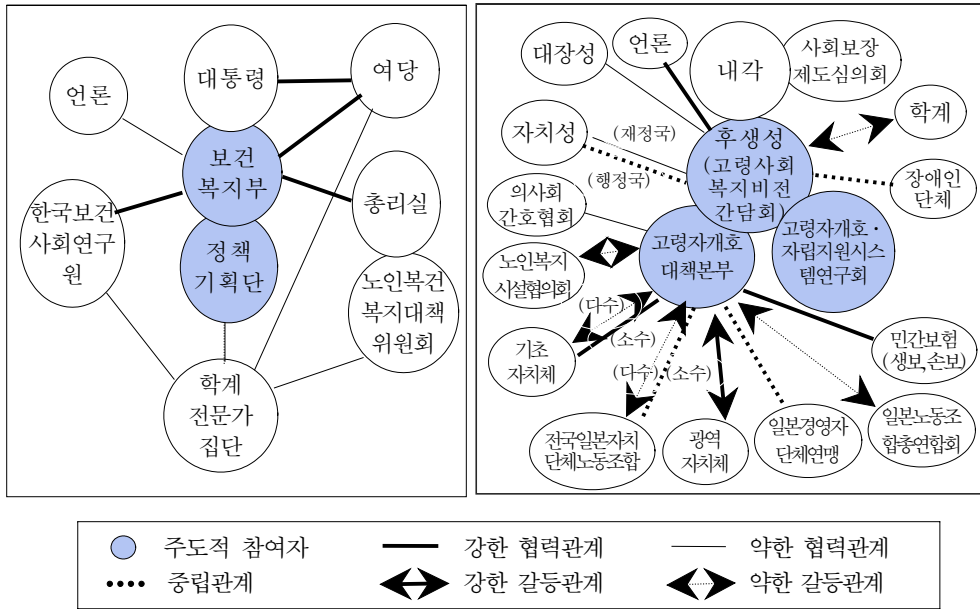 대통령
여당
언론
보건
복지부
한국보건
사회연구
원
총리실
정책
기획단
노인복건
복지대책
위원회
학계
전문가
집단
대장성
언론
내각
사회보장
제도심의회
학계
자치성
(재정국)
(행정국)
후생성
(고령사회
복지비전
간담회)
장애인
단체
의사회
간호협회
고령자개호
대책본부
고령자개호·
자립지원시스
템연구회
노인복지
시설협의회
(다수)
(소수)
기초
자치체
(다수)
(소수)
민간보험
(생보,손보)
전국일본자치
단체노동조합
광역
자치체
일본경영자
단체연맹
일본노동조
합총연합회
주도적 참여자
강한 협력관계
약한 협력관계
중립관계
강한 갈등관계
약한 갈등관계